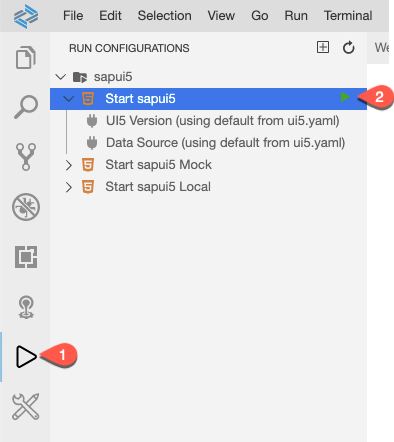 File Edit Selection View Go Run Terminal
RUN CONFIGURATIONS
We
sapui5
Start sapui5
2
UI5 Version (using default from ui5.yaml)
Data Source (using default from ui5.yaml)
Start sapui5 Mock
Start sapui5 Local
1